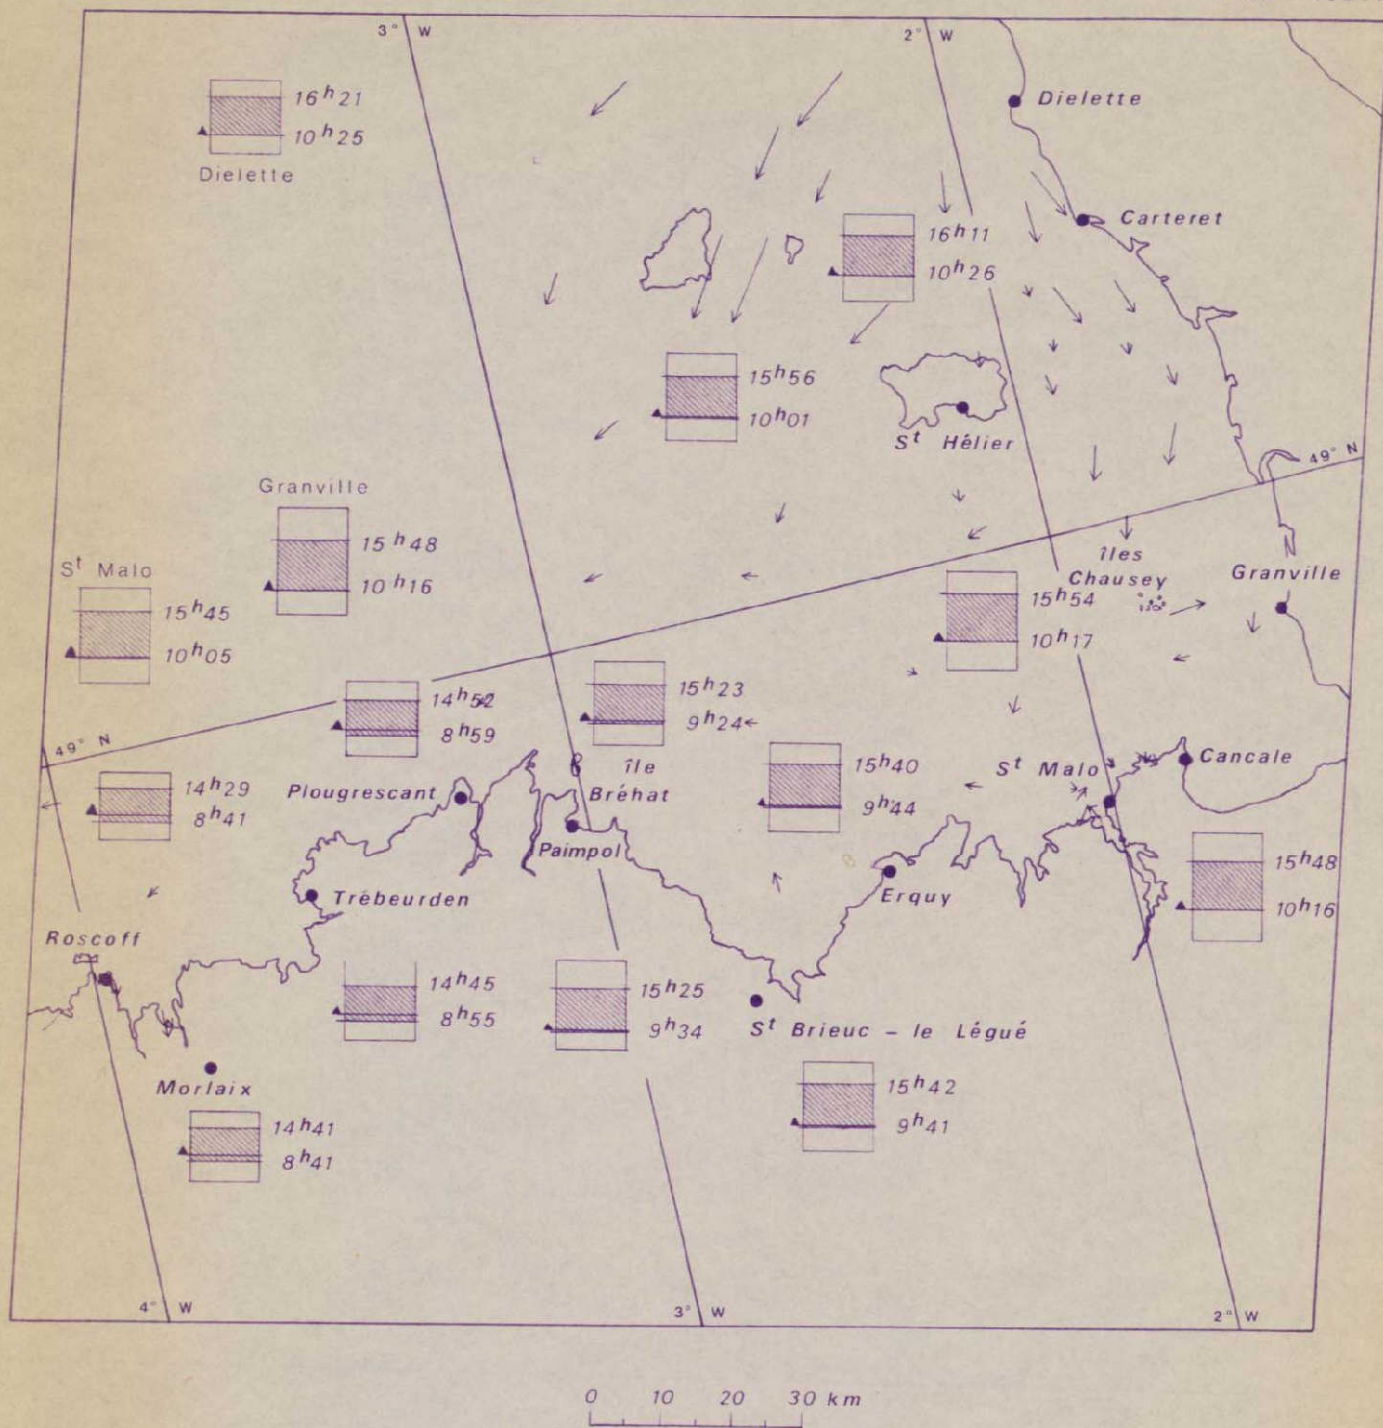 3° W
2° W
16h21
10h25
Dielette
Dielette
Carteret
16h11
10h26
15h56
10h01
St Hélier
49° N
Granville
15h48
10h16
St Malo
15h45
10h05
îles
Chausey
Granville
15h54
10h17
14h52
8h59
15h23
9h24
49° N
île
Bréhat
15h40
9h44
St Malo
Cancale
14h29
8h41
Plougrescant
Paimpol
Erquy
15h48
10h16
Trébeurden
Roscoff
14h45
8h55
15h25
9h34
St Brieuc - le Légué
Morlaix
15h42
9h41
14h41
8h41
4° W
3° W
2° W
0 10 20 30 km